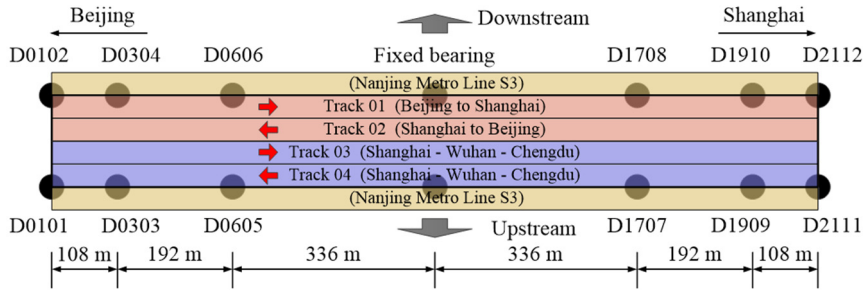 Beijing
Downstream
Shanghai
D0102 D0304 D0606 Fixed bearing D1708 D1910 D2112
(Nanjing Metro Line S3)
Track 01 (Beijing to Shanghai)
Track 02 (Shanghai to Beijing)
Track 03 (Shanghai - Wuhan - Chengdu)
Track 04 (Shanghai - Wuhan - Chengdu)
(Nanjing Metro Line S3)
D0101 D0303 D0605 Upstream D1707 D1909 D2111
108 m 192 m 336 m 336 m 192 m 108 m